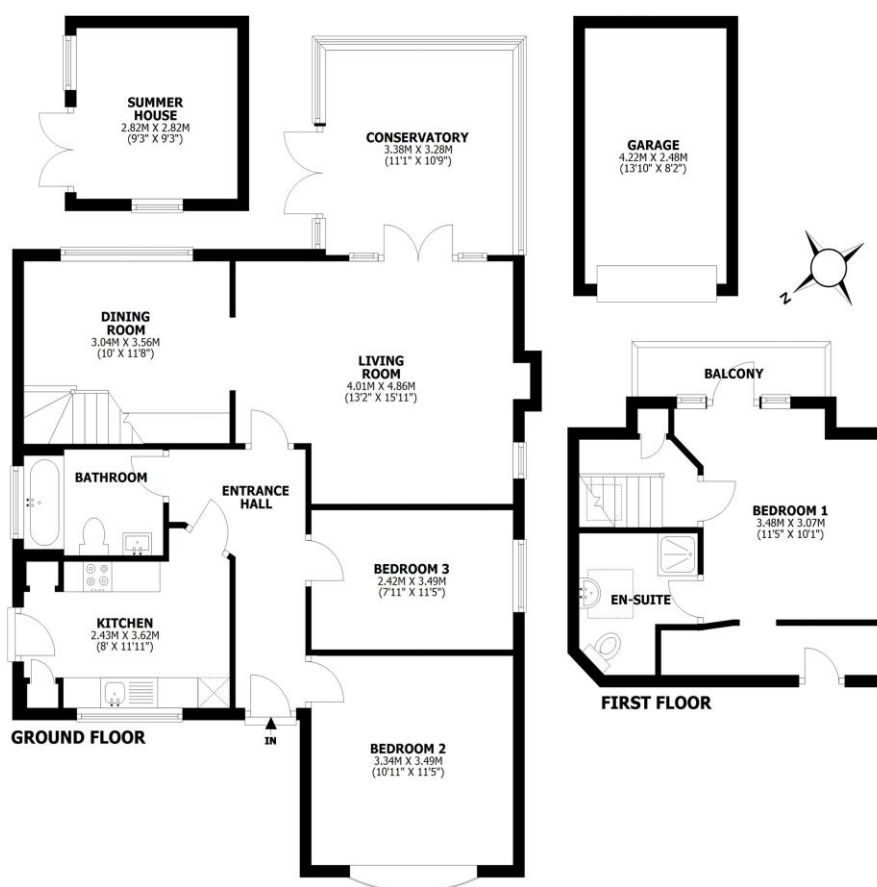 SUMMER
HOUSE
2.82M X 2.82M
(9'3" X 9'3")
CONSERVATORY
3.38M X 3.28M
(11'1" X 10'9")
GARAGE
4.22M X 2.48M
(13'10" X 8'2")
N
DINING
ROOM
3.04M X 3.56M
(10' X 11'8")
LIVING
ROOM
4.01M X 4.86M
(13'2" X 15'11")
BALCONY
BATHROOM
ENTRANCE
HALL
BEDROOM 1
3.48M X 3.07M
(11'5" X 10'1")
BEDROOM 3
2.42M X 3.49M
(7'11" X 11'5")
EN-SUITE
KITCHEN
2.43M X 3.62M
(8' X 11'11")
FIRST FLOOR
GROUND FLOOR
IN
BEDROOM 2
3.34M X 3.49M
(10'11" X 11'5")